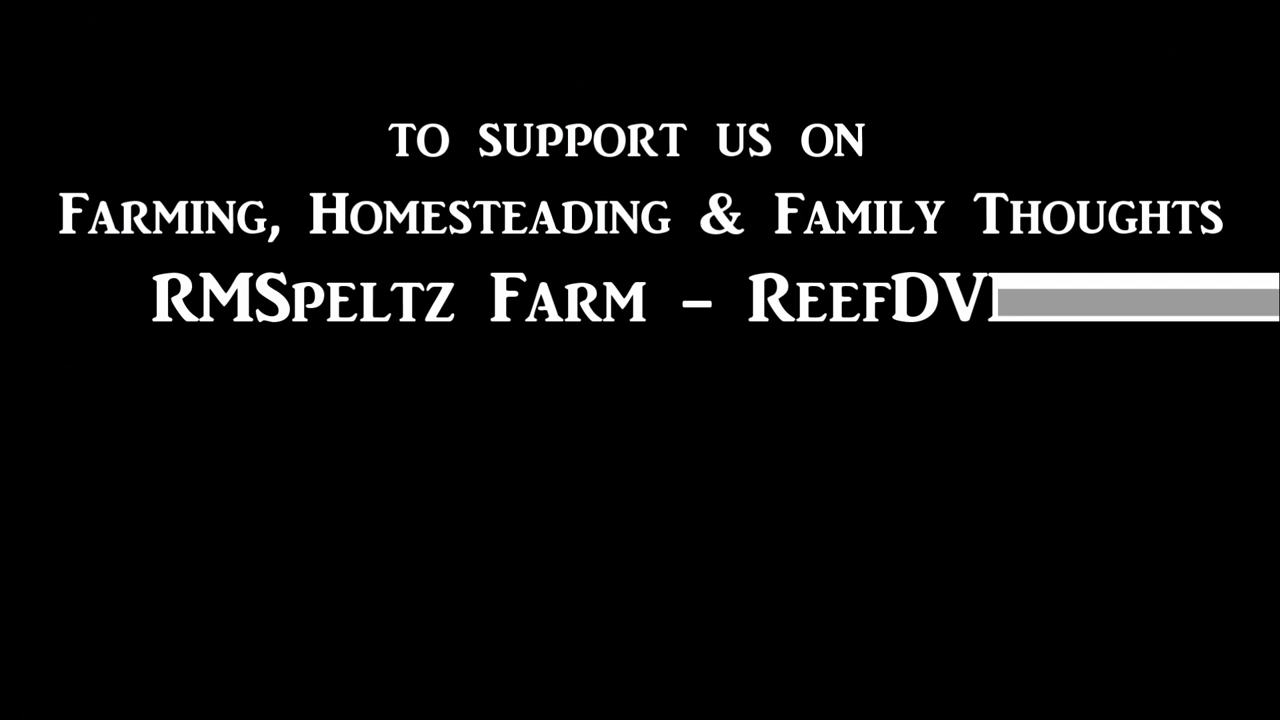 to support us on
Farming, Homesteading & Family Thoughts
RMSpeltz Farm – ReefDV